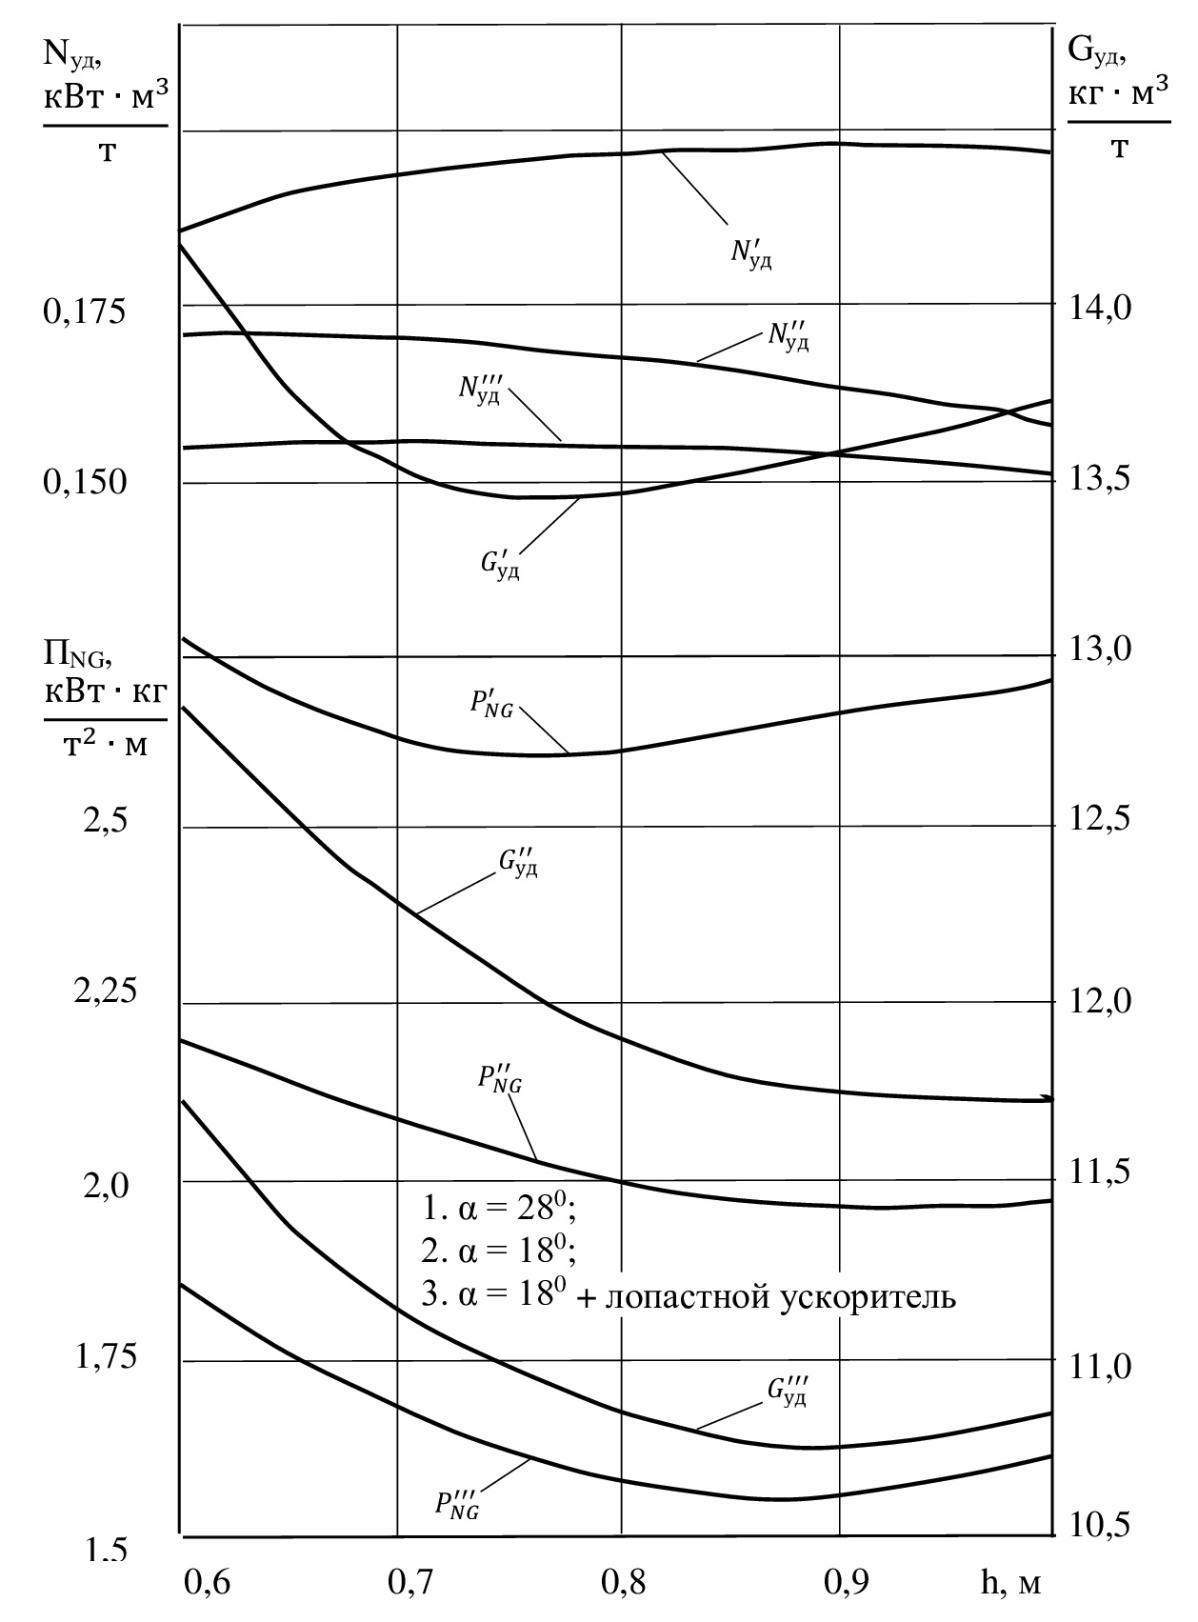 Nуд,
кВт · м³
т
Gуд,
кг · м³
т
N′уд
0,175
14,0
N″уд
N‴уд
0,150
13,5
G′уд
ПNG,
кВт · кг
т² · м
13,0
P′NG
2,5
12,5
G″уд
2,25
12,0
P″NG
2,0
11,5
1. α = 28⁰;
2. α = 18⁰;
3. α = 18⁰ + лопастной ускоритель
1,75
11,0
G‴уд
P‴NG
1,5
10,5
0,6 0,7 0,8 0,9 h, м